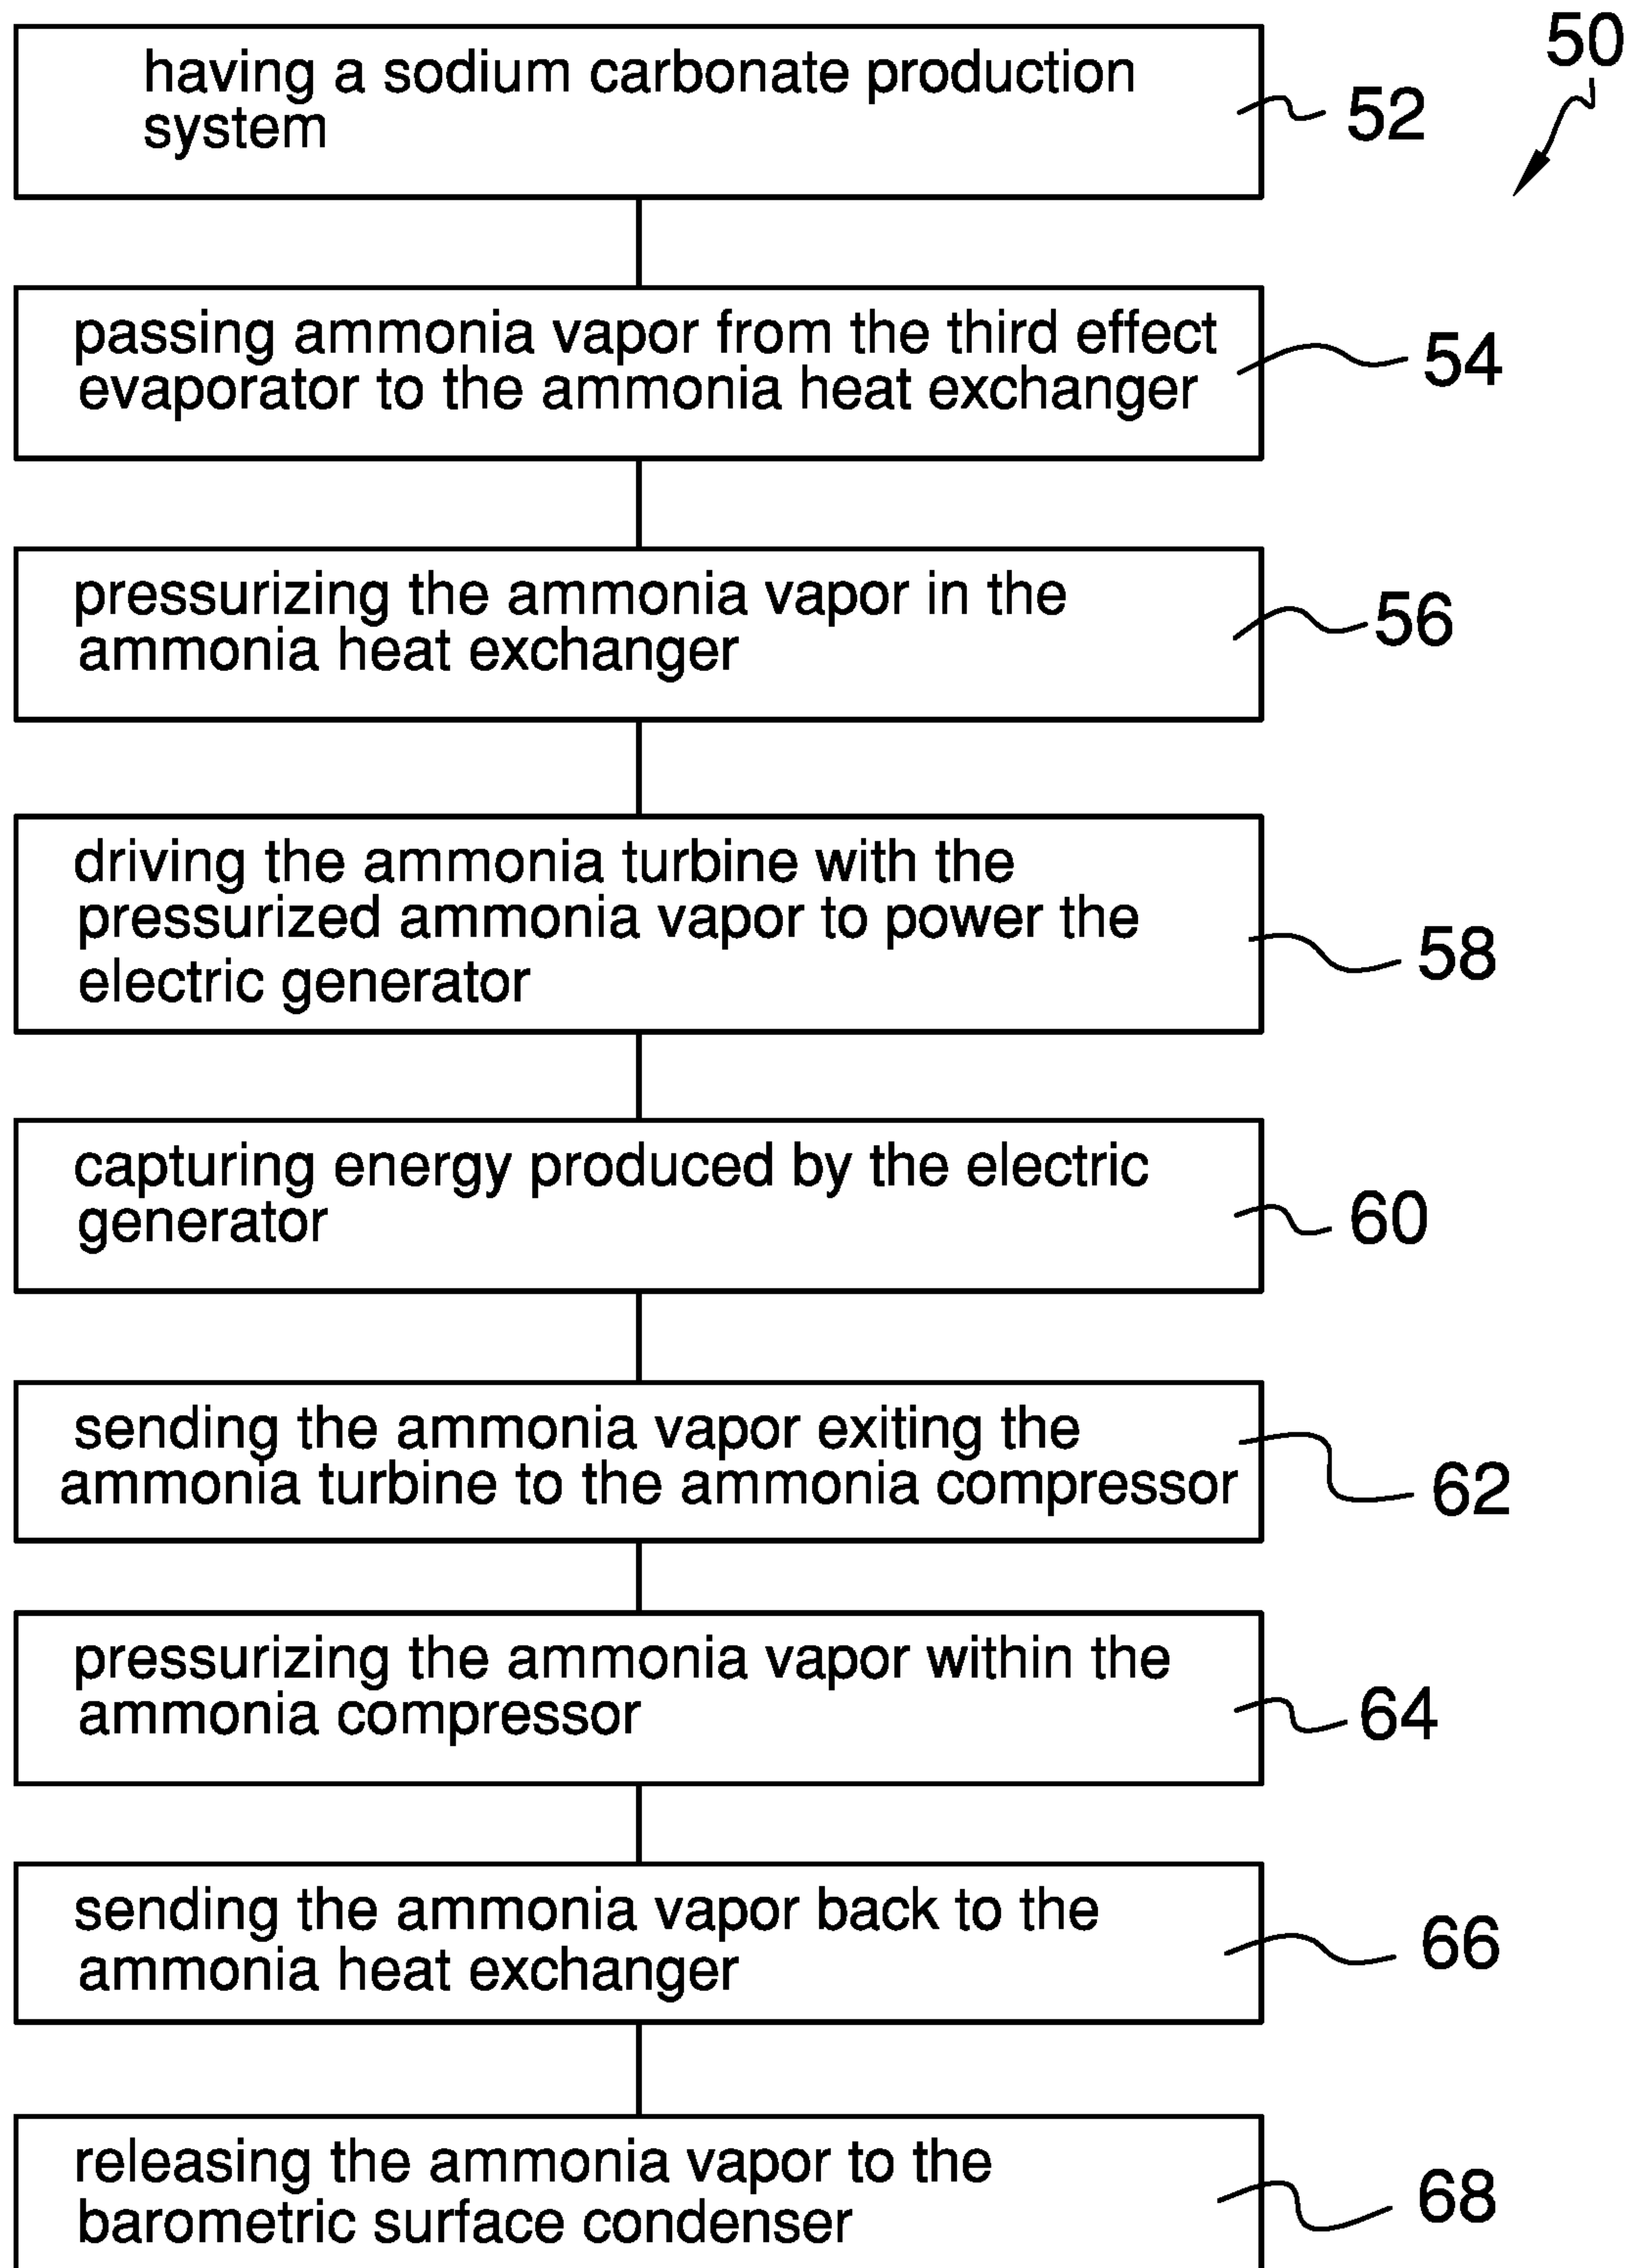 50
having a sodium carbonate production
system
52
passing ammonia vapor from the third effect
evaporator to the ammonia heat exchanger
54
pressurizing the ammonia vapor in the
ammonia heat exchanger
56
driving the ammonia turbine with the
pressurized ammonia vapor to power the
electric generator
58
capturing energy produced by the electric
generator
60
sending the ammonia vapor exiting the
ammonia turbine to the ammonia compressor
62
pressurizing the ammonia vapor within the
ammonia compressor
64
sending the ammonia vapor back to the
ammonia heat exchanger
66
releasing the ammonia vapor to the
barometric surface condenser
68